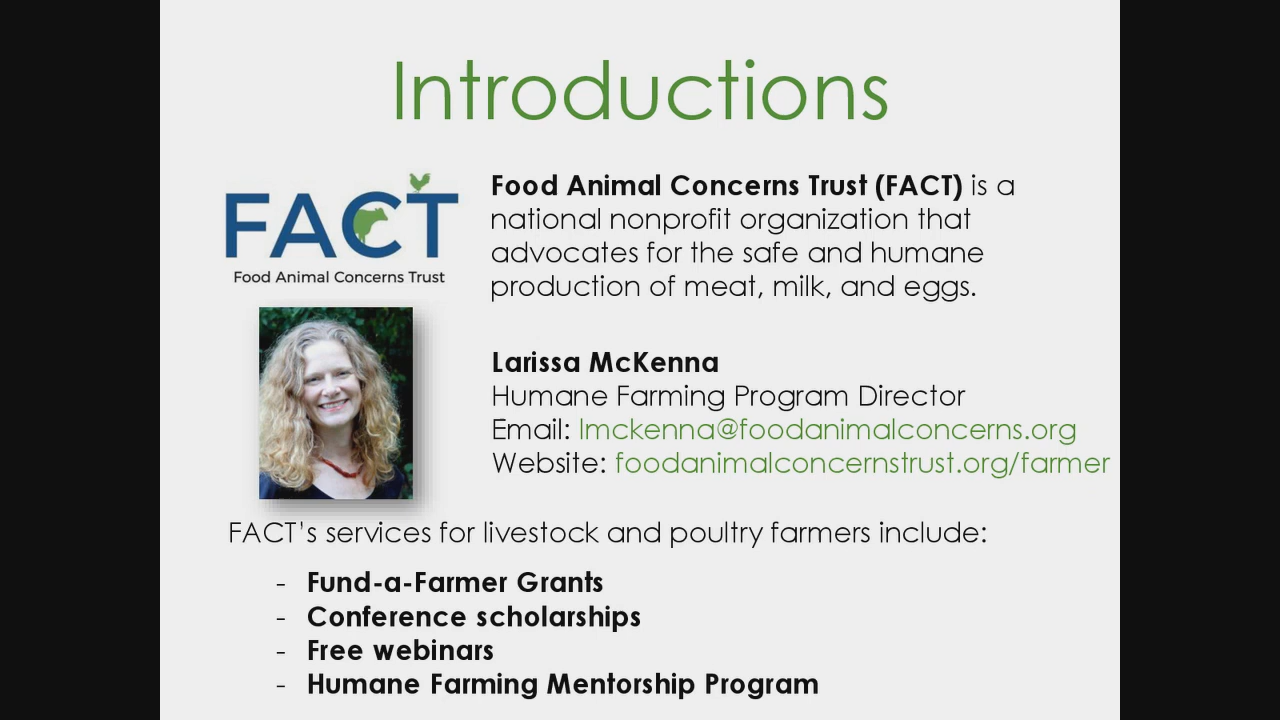 Introductions
FACT
Food Animal Concerns Trust
Food Animal Concerns Trust (FACT) is a
national nonprofit organization that
advocates for the safe and humane
production of meat, milk, and eggs.
Larissa McKenna
Humane Farming Program Director
Email: lmckenna@foodanimalconcerns.org
Website: foodanimalconcernstrust.org/farmer
FACT's services for livestock and poultry farmers include:
- Fund-a-Farmer Grants
- Conference scholarships
- Free webinars
- Humane Farming Mentorship Program